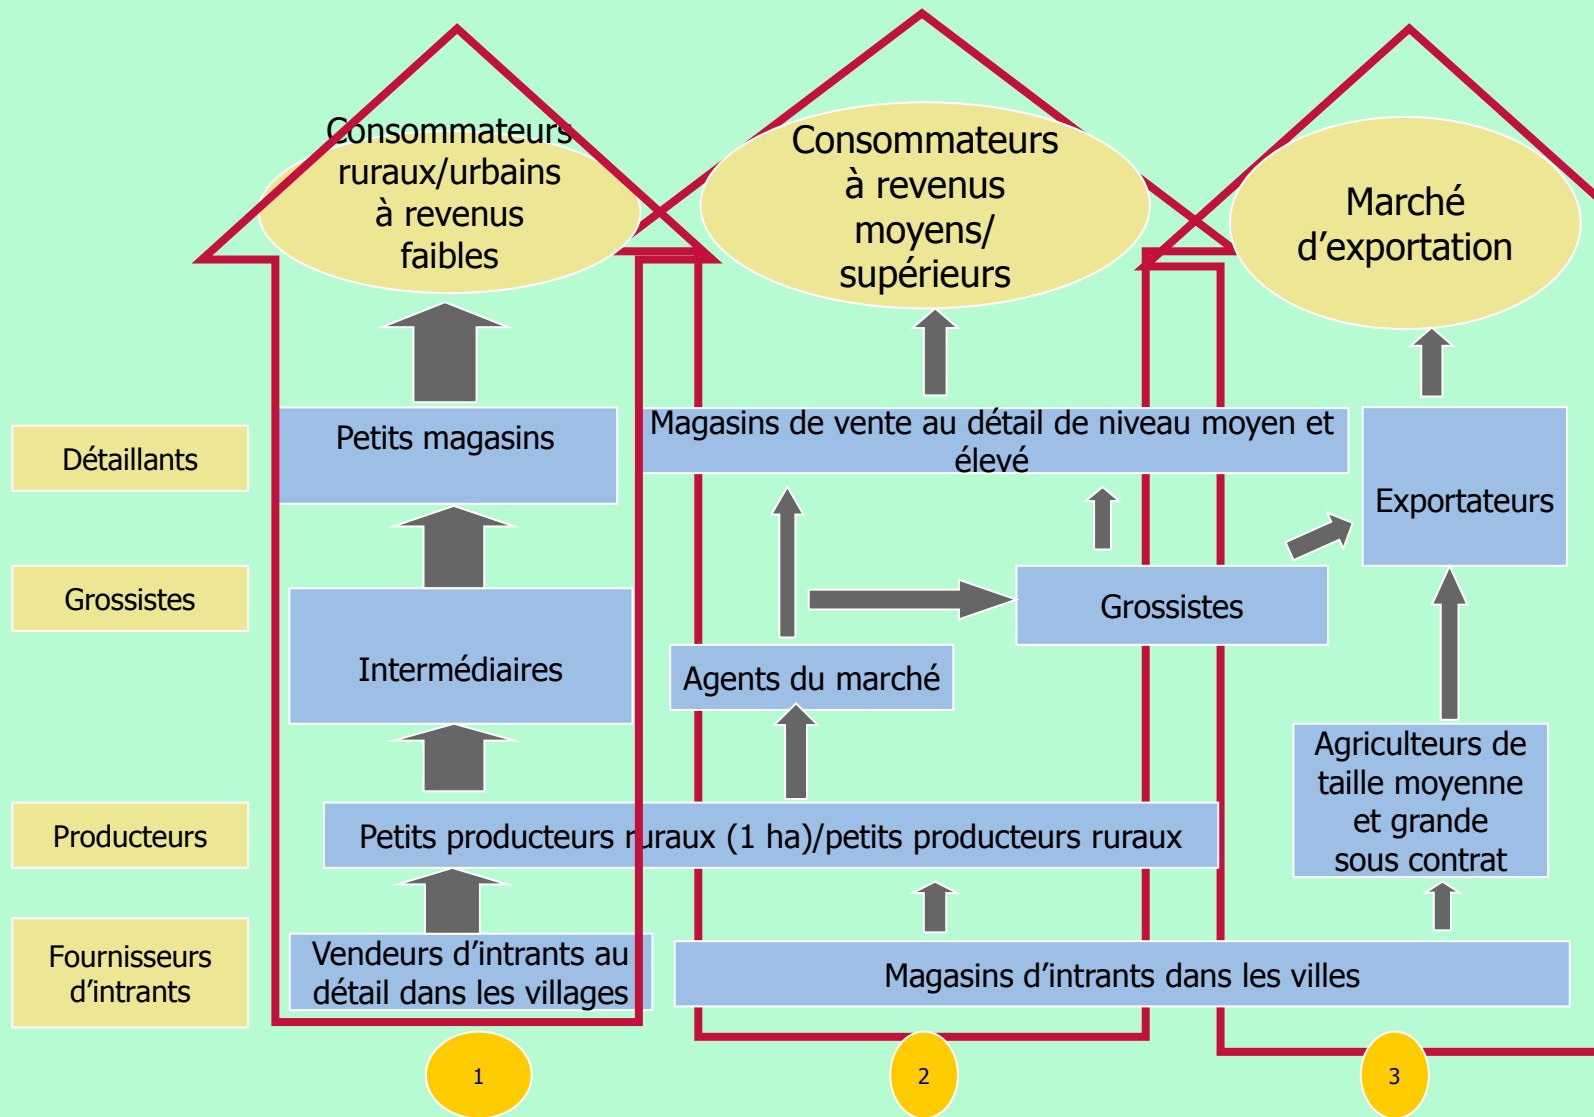 Consommateurs
ruraux/urbains
à revenus
faibles
Consommateurs
à revenus
moyens/
supérieurs
Marché
d’exportation
Détaillants
Petits magasins
Magasins de vente au détail de niveau moyen et
élevé
Exportateurs
Grossistes
Intermédiaires
Agents du marché
Grossistes
Producteurs
Petits producteurs ruraux (1 ha)/petits producteurs ruraux
Agriculteurs de
taille moyenne
et grande
sous contrat
Fournisseurs
d’intrants
Vendeurs d’intrants au
détail dans les villages
Magasins d’intrants dans les villes
1
2
3